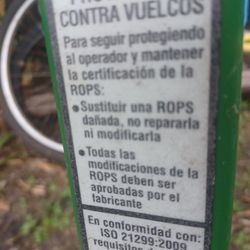 CONTRA VUELCOS
Para seguir protegiendo
al operador y mantener
la certificación de la
ROPS:
•Sustituir una ROPS
dañada, no repararla
ni modificarla
•Todas las
modificaciones de la
ROPS deben ser
aprobadas por el
fabricante
En conformidad con:
ISO 21299:2009
requisitos de